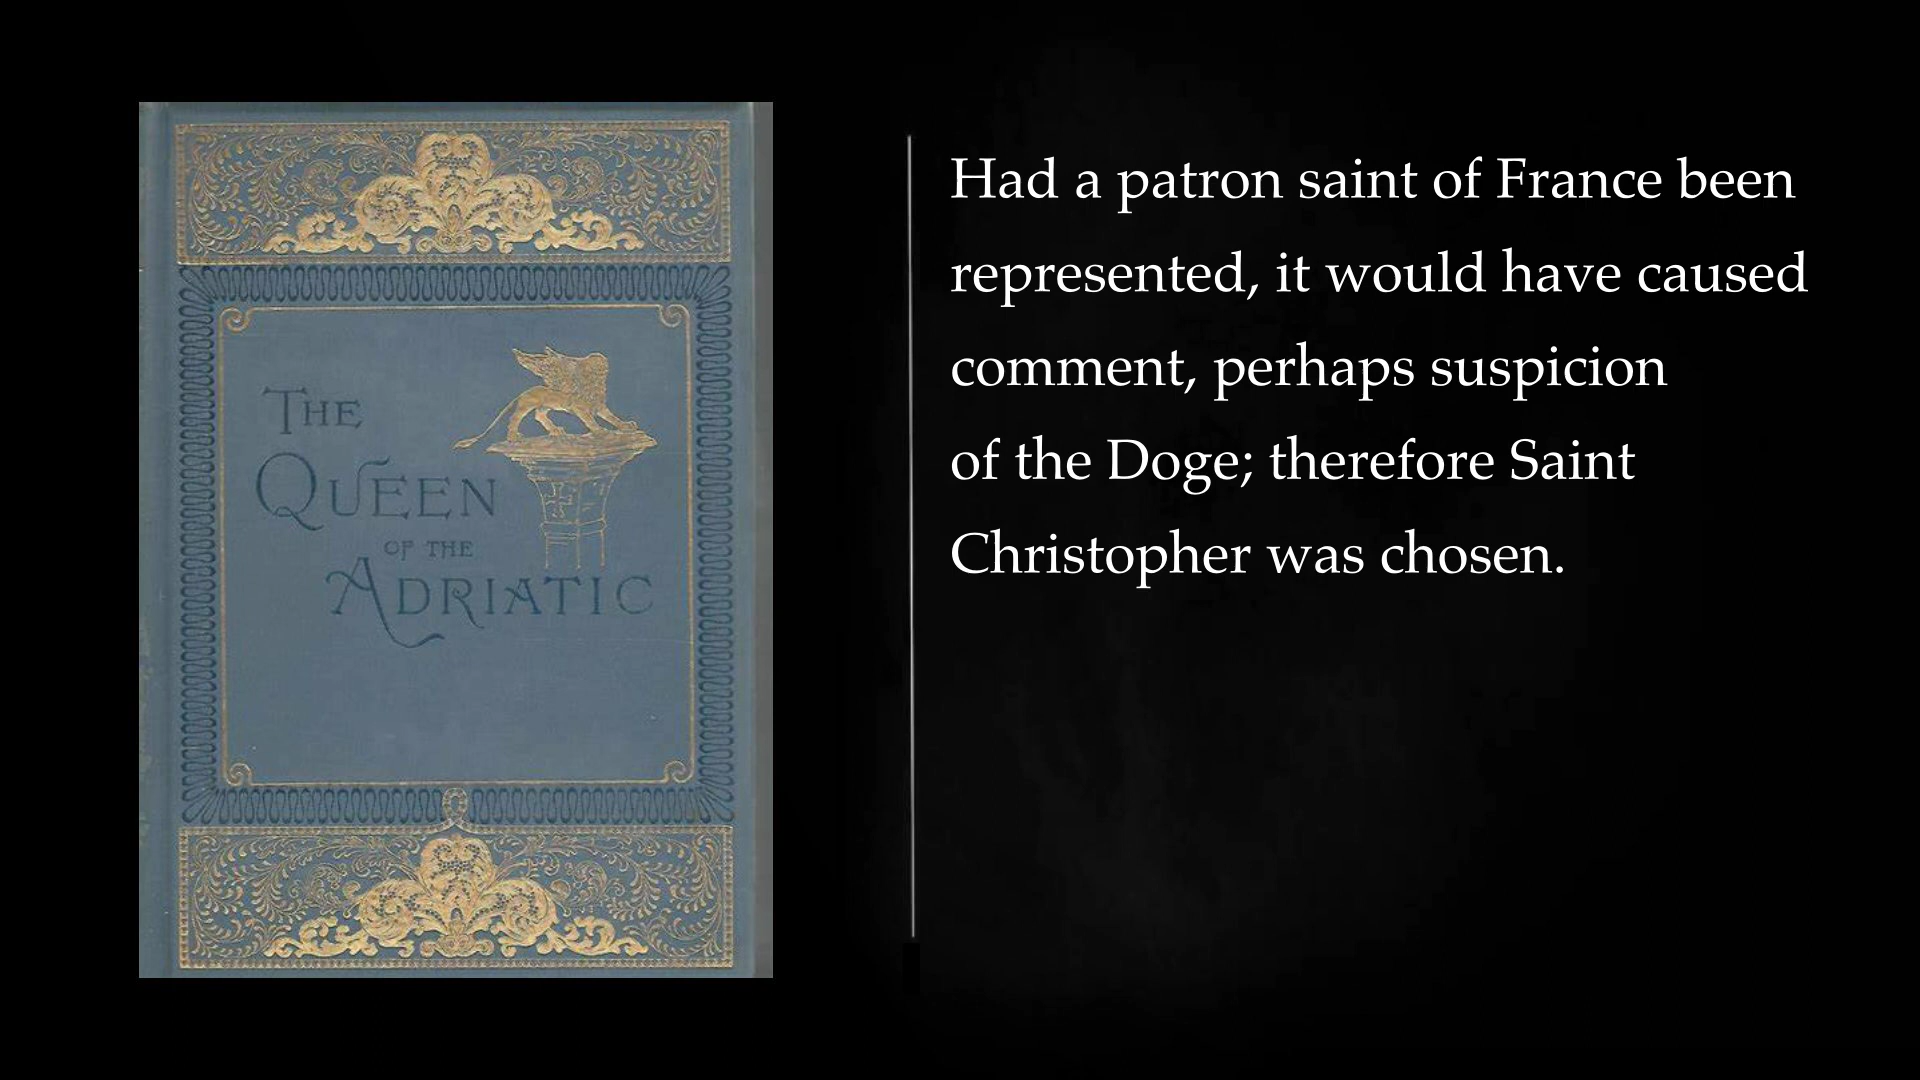 THE
QUEEN
OF THE
ADRIATIC
Had a patron saint of France been
represented, it would have caused
comment, perhaps suspicion
of the Doge; therefore Saint
Christopher was chosen.